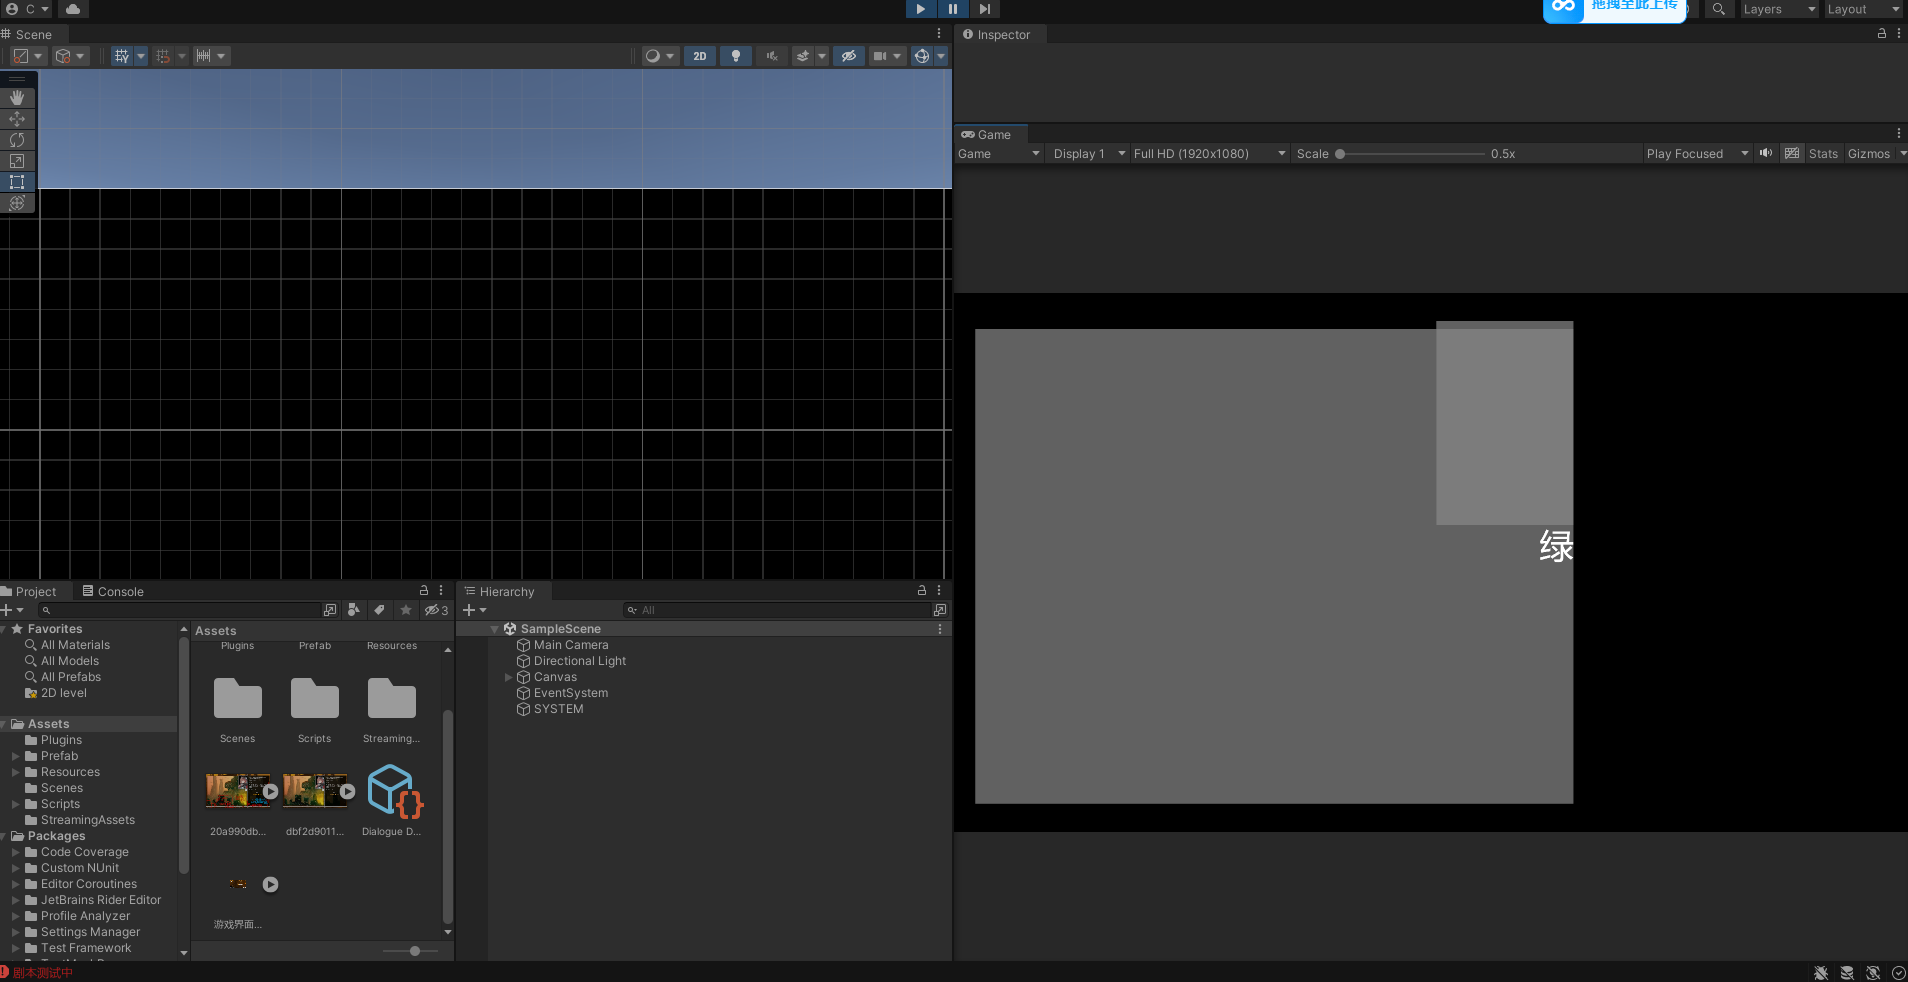 C
拖拽至此上传
Layers
Layout
Scene
Inspector
2D
Game
Game
Display 1
Full HD (1920x1080)
Scale
0.5x
Play Focused
Stats
Gizmos
绿
Project
Console
Hierarchy
3
All
Favorites
All Materials
All Models
All Prefabs
2D level
Assets
Plugins
Prefab
Resources
Scenes
Scripts
StreamingAssets
Packages
Code Coverage
Custom NUnit
Editor Coroutines
JetBrains Rider Editor
Profile Analyzer
Settings Manager
Test Framework
Assets
Plugins
Prefab
Resources
Scenes
Scripts
Streaming...
20a990db...
dbf2d9011...
Dialogue D...
游戏界面...
SampleScene
Main Camera
Directional Light
Canvas
EventSystem
SYSTEM
剧本测试中